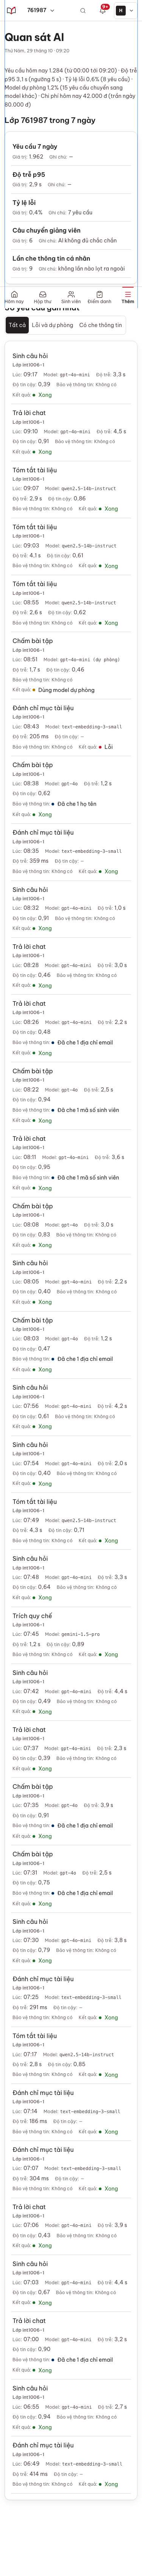 761987
9+
H
Quan sát AI
Thứ Năm, 29 tháng 10 · 09:20
Yêu cầu hôm nay 1.284 (từ 00:00 tới 09:20) · Độ trễ
p95 3.1 s (ngưỡng 5 s) · Tỷ lệ lỗi 0.6% (8 yêu cầu) ·
Model dự phòng 1,2% (15 yêu cầu chuyển sang
model khác) · Chi phí hôm nay 42.000 đ (trần ngày
80.000 đ)
Lớp 761987 trong 7 ngày
Yêu cầu 7 ngày
Giá trị: 1.962 Ghi chú: —
Độ trễ p95
Giá trị: 2,9 s Ghi chú: —
Tỷ lệ lỗi
Giá trị: 0,4% Ghi chú: 7 yêu cầu
Câu chuyển giảng viên
Giá trị: 6 Ghi chú: AI không đủ chắc chắn
Lần che thông tin cá nhân
Giá trị: 9 Ghi chú: không lần nào lọt ra ngoài
Hôm nay
Hộp thư
Sinh viên
Điểm danh
Thêm
Tất cả
Lỗi và dự phòng
Có che thông tin
Sinh câu hỏi
Lớp int1006-1
Lúc: 09:17 Model: gpt-4o-mini Độ trễ: 3,3 s
Độ tin cậy: 0,39 Bảo vệ thông tin: Không có
Kết quả: Xong
Trả lời chat
Lớp int1006-1
Lúc: 09:10 Model: gpt-4o-mini Độ trễ: 4,5 s
Độ tin cậy: 0,91 Bảo vệ thông tin: Không có
Kết quả: Xong
Tóm tắt tài liệu
Lớp int1006-1
Lúc: 09:07 Model: qwen2.5-14b-instruct
Độ trễ: 2,9 s Độ tin cậy: 0,86
Bảo vệ thông tin: Không có Kết quả: Xong
Tóm tắt tài liệu
Lớp int1006-1
Lúc: 09:03 Model: qwen2.5-14b-instruct
Độ trễ: 4,1 s Độ tin cậy: 0,61
Bảo vệ thông tin: Không có Kết quả: Xong
Tóm tắt tài liệu
Lớp int1006-1
Lúc: 08:55 Model: qwen2.5-14b-instruct
Độ trễ: 2,6 s Độ tin cậy: 0,62
Bảo vệ thông tin: Không có Kết quả: Xong
Chấm bài tập
Lớp int1006-1
Lúc: 08:51 Model: gpt-4o-mini (dự phòng)
Độ trễ: 1,7 s Độ tin cậy: 0,46
Bảo vệ thông tin: Không có
Kết quả: Dùng model dự phòng
Đánh chỉ mục tài liệu
Lớp int1006-1
Lúc: 08:43 Model: text-embedding-3-small
Độ trễ: 205 ms Độ tin cậy: –
Bảo vệ thông tin: Không có Kết quả: Lỗi
Chấm bài tập
Lớp int1006-1
Lúc: 08:38 Model: gpt-4o Độ trễ: 1,2 s
Độ tin cậy: 0,62
Bảo vệ thông tin: Đã che 1 họ tên
Kết quả: Xong
Đánh chỉ mục tài liệu
Lớp int1006-1
Lúc: 08:35 Model: text-embedding-3-small
Độ trễ: 359 ms Độ tin cậy: –
Bảo vệ thông tin: Không có Kết quả: Xong
Sinh câu hỏi
Lớp int1006-1
Lúc: 08:32 Model: gpt-4o-mini Độ trễ: 1,0 s
Độ tin cậy: 0,91 Bảo vệ thông tin: Không có
Kết quả: Xong
Trả lời chat
Lớp int1006-1
Lúc: 08:28 Model: gpt-4o-mini Độ trễ: 3,0 s
Độ tin cậy: 0,46 Bảo vệ thông tin: Không có
Kết quả: Xong
Trả lời chat
Lớp int1006-1
Lúc: 08:26 Model: gpt-4o-mini Độ trễ: 2,2 s
Độ tin cậy: 0,48
Bảo vệ thông tin: Đã che 1 địa chỉ email
Kết quả: Xong
Chấm bài tập
Lớp int1006-1
Lúc: 08:22 Model: gpt-4o Độ trễ: 2,5 s
Độ tin cậy: 0,94
Bảo vệ thông tin: Đã che 1 mã số sinh viên
Kết quả: Xong
Trả lời chat
Lớp int1006-1
Lúc: 08:11 Model: gpt-4o-mini Độ trễ: 3,6 s
Độ tin cậy: 0,95
Bảo vệ thông tin: Đã che 1 mã số sinh viên
Kết quả: Xong
Chấm bài tập
Lớp int1006-1
Lúc: 08:08 Model: gpt-4o Độ trễ: 3,0 s
Độ tin cậy: 0,83 Bảo vệ thông tin: Không có
Kết quả: Xong
Sinh câu hỏi
Lớp int1006-1
Lúc: 08:05 Model: gpt-4o-mini Độ trễ: 2,2 s
Độ tin cậy: 0,40 Bảo vệ thông tin: Không có
Kết quả: Xong
Chấm bài tập
Lớp int1006-1
Lúc: 08:03 Model: gpt-4o Độ trễ: 1,2 s
Độ tin cậy: 0,47
Bảo vệ thông tin: Đã che 1 địa chỉ email
Kết quả: Xong
Sinh câu hỏi
Lớp int1006-1
Lúc: 07:56 Model: gpt-4o-mini Độ trễ: 4,2 s
Độ tin cậy: 0,61 Bảo vệ thông tin: Không có
Kết quả: Xong
Sinh câu hỏi
Lớp int1006-1
Lúc: 07:54 Model: gpt-4o-mini Độ trễ: 2,0 s
Độ tin cậy: 0,40 Bảo vệ thông tin: Không có
Kết quả: Xong
Tóm tắt tài liệu
Lớp int1006-1
Lúc: 07:49 Model: qwen2.5-14b-instruct
Độ trễ: 4,3 s Độ tin cậy: 0,71
Bảo vệ thông tin: Không có Kết quả: Xong
Sinh câu hỏi
Lớp int1006-1
Lúc: 07:48 Model: gpt-4o-mini Độ trễ: 3,3 s
Độ tin cậy: 0,64 Bảo vệ thông tin: Không có
Kết quả: Xong
Trích quy chế
Lớp int1006-1
Lúc: 07:45 Model: gemini-1.5-pro
Độ trễ: 1,2 s Độ tin cậy: 0,89
Bảo vệ thông tin: Không có Kết quả: Xong
Sinh câu hỏi
Lớp int1006-1
Lúc: 07:42 Model: gpt-4o-mini Độ trễ: 4,4 s
Độ tin cậy: 0,49 Bảo vệ thông tin: Không có
Kết quả: Xong
Trả lời chat
Lớp int1006-1
Lúc: 07:37 Model: gpt-4o-mini Độ trễ: 2,3 s
Độ tin cậy: 0,39 Bảo vệ thông tin: Không có
Kết quả: Xong
Chấm bài tập
Lớp int1006-1
Lúc: 07:35 Model: gpt-4o Độ trễ: 3,9 s
Độ tin cậy: 0,91
Bảo vệ thông tin: Đã che 1 địa chỉ email
Kết quả: Xong
Chấm bài tập
Lớp int1006-1
Lúc: 07:31 Model: gpt-4o Độ trễ: 2,5 s
Độ tin cậy: 0,75
Bảo vệ thông tin: Đã che 1 địa chỉ email
Kết quả: Xong
Sinh câu hỏi
Lớp int1006-1
Lúc: 07:30 Model: gpt-4o-mini Độ trễ: 3,8 s
Độ tin cậy: 0,79 Bảo vệ thông tin: Không có
Kết quả: Xong
Đánh chỉ mục tài liệu
Lớp int1006-1
Lúc: 07:25 Model: text-embedding-3-small
Độ trễ: 291 ms Độ tin cậy: –
Bảo vệ thông tin: Không có Kết quả: Xong
Tóm tắt tài liệu
Lớp int1006-1
Lúc: 07:17 Model: qwen2.5-14b-instruct
Độ trễ: 2,8 s Độ tin cậy: 0,85
Bảo vệ thông tin: Không có Kết quả: Xong
Đánh chỉ mục tài liệu
Lớp int1006-1
Lúc: 07:14 Model: text-embedding-3-small
Độ trễ: 186 ms Độ tin cậy: –
Bảo vệ thông tin: Không có Kết quả: Xong
Đánh chỉ mục tài liệu
Lớp int1006-1
Lúc: 07:07 Model: text-embedding-3-small
Độ trễ: 304 ms Độ tin cậy: –
Bảo vệ thông tin: Không có Kết quả: Xong
Trả lời chat
Lớp int1006-1
Lúc: 07:06 Model: gpt-4o-mini Độ trễ: 3,9 s
Độ tin cậy: 0,43 Bảo vệ thông tin: Không có
Kết quả: Xong
Sinh câu hỏi
Lớp int1006-1
Lúc: 07:03 Model: gpt-4o-mini Độ trễ: 4,4 s
Độ tin cậy: 0,67 Bảo vệ thông tin: Không có
Kết quả: Xong
Trả lời chat
Lớp int1006-1
Lúc: 07:00 Model: gpt-4o-mini Độ trễ: 3,2 s
Độ tin cậy: 0,90
Bảo vệ thông tin: Đã che 1 địa chỉ email
Kết quả: Xong
Sinh câu hỏi
Lớp int1006-1
Lúc: 06:55 Model: gpt-4o-mini Độ trễ: 2,7 s
Độ tin cậy: 0,94 Bảo vệ thông tin: Không có
Kết quả: Xong
Đánh chỉ mục tài liệu
Lớp int1006-1
Lúc: 06:49 Model: text-embedding-3-small
Độ trễ: 414 ms Độ tin cậy: –
Bảo vệ thông tin: Không có Kết quả: Xong